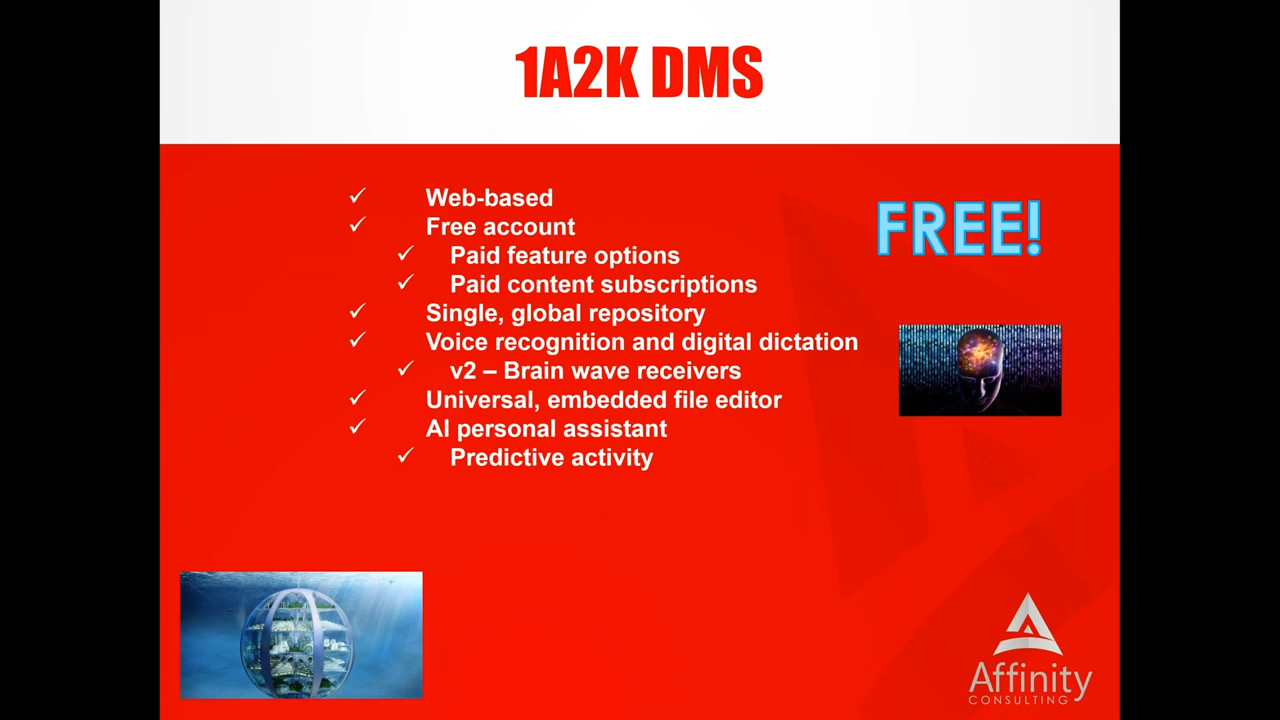 1A2K DMS
✓ Web-based
✓ Free account
✓ Paid feature options
✓ Paid content subscriptions
✓ Single, global repository
✓ Voice recognition and digital dictation
✓ v2 – Brain wave receivers
✓ Universal, embedded file editor
✓ AI personal assistant
✓ Predictive activity
FREE!
Affinity
CONSULTING